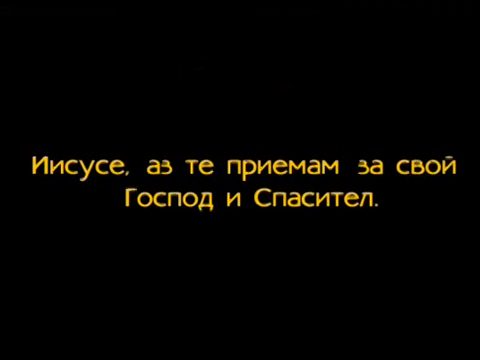 Иисусе, аз те приемам за свой
Господ и Спасител.